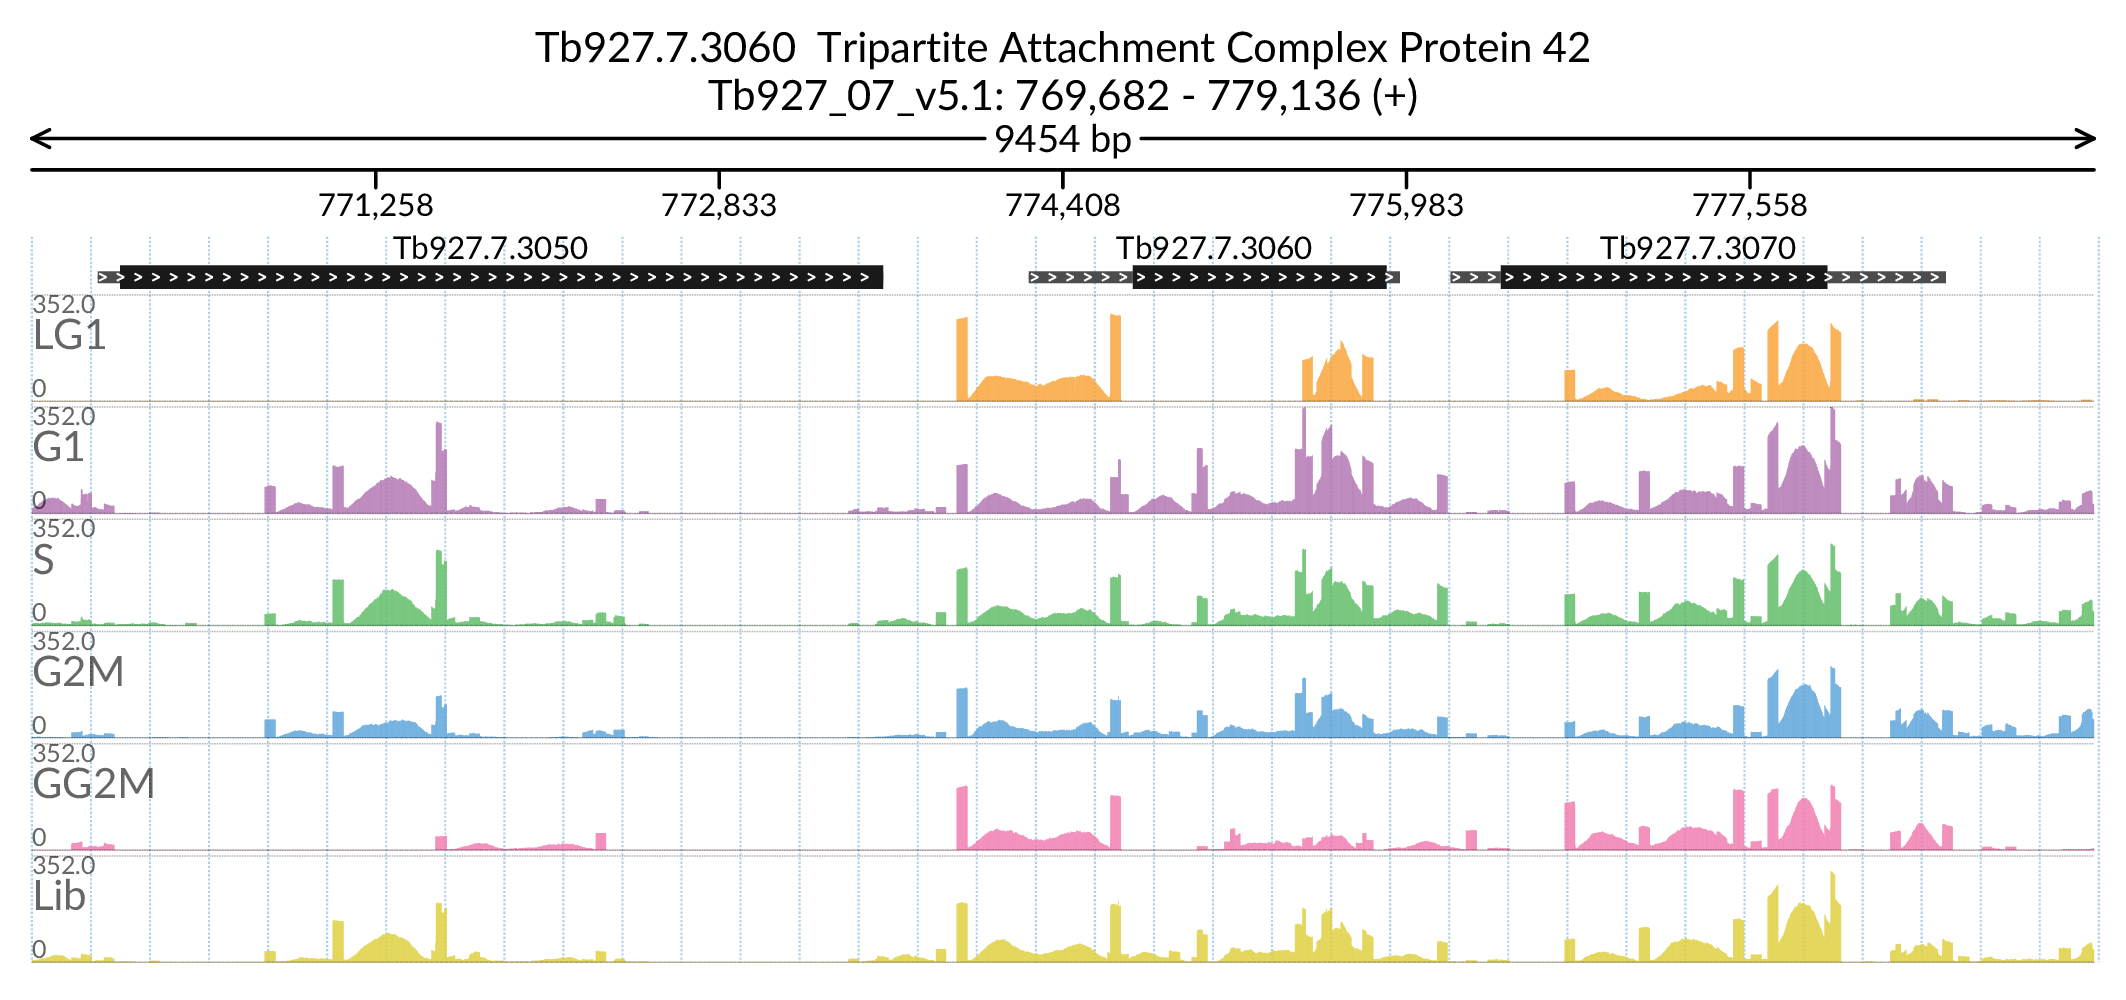 Tb927.7.3060 Tripartite Attachment Complex Protein 42
Tb927_07_v5.1: 769,682 - 779,136 (+)
9454 bp
771,258 772,833 774,408 775,983 777,558
Tb927.7.3050 Tb927.7.3060 Tb927.7.3070
352.0
LG1
0
352.0
G1
0
352.0
S
0
352.0
G2M
0
352.0
GG2M
0
352.0
Lib
0